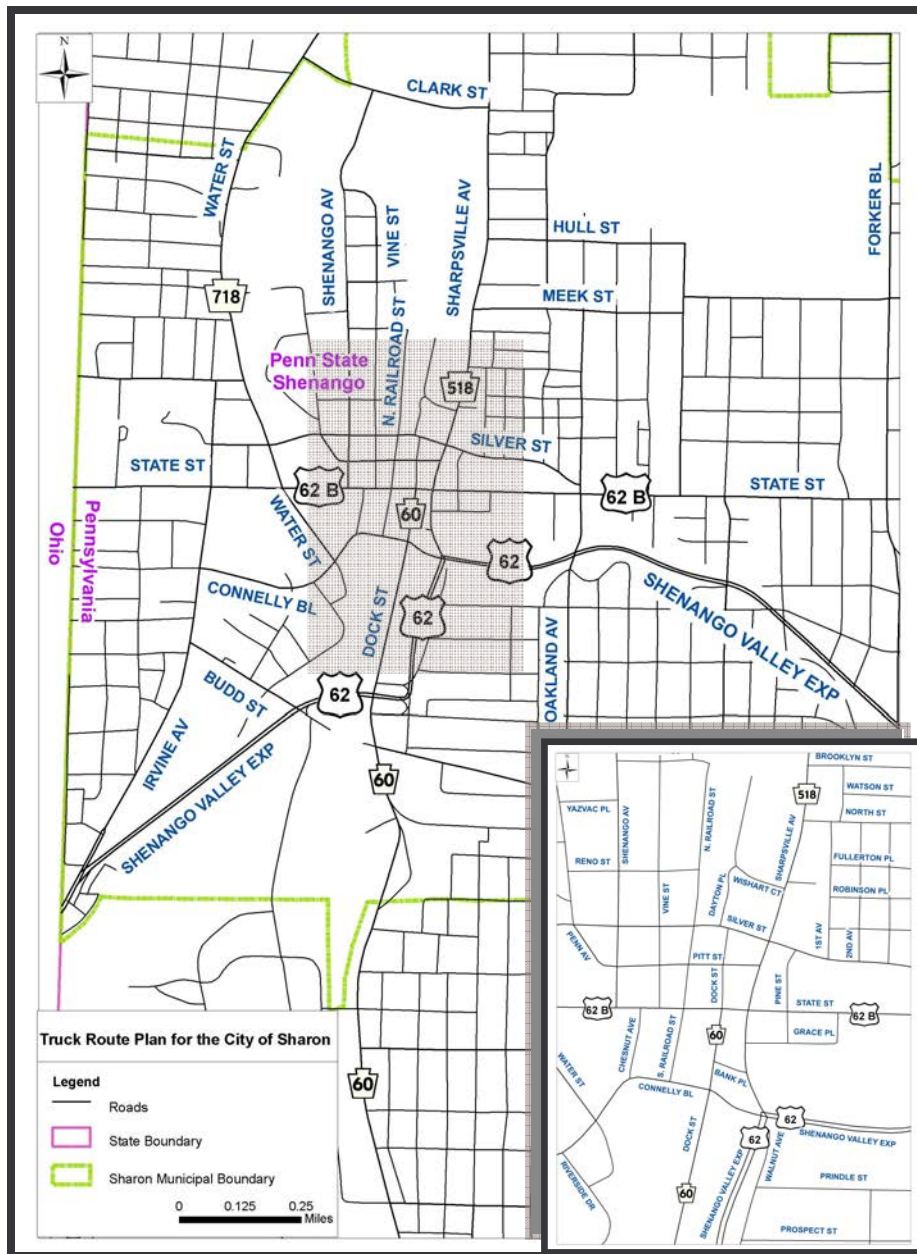 N
CLARK ST
WATER ST
SHENANGO AV
VINE ST
SHARPSVILLE AV
FORKER BL
HULL ST
718
MEEK ST
N. RAILROAD ST
Penn State
Shenango
518
SILVER ST
STATE ST
62 B
62 B
STATE ST
60
WATER ST
Pennsylvania
Ohio
62
CONNELLY BL
SHENANGO VALLEY EXP
62
DOCK ST
OAKLAND AV
BUDD ST
62
IRVINE AV
60
SHENANGO VALLEY EXP
60
Truck Route Plan for the City of Sharon
Legend
Roads
State Boundary
Sharon Municipal Boundary
0 0.125 0.25
Miles
BROOKLYN ST
518
WATSON ST
YAZVAC PL
SHENANGO AV
N. RAILROAD ST
SHARPSVILLE AV
NORTH ST
RENO ST
FULLERTON PL
WISHART CT
ROBINSON PL
VINE ST
DAYTON PL
SILVER ST
1ST AV
2ND AV
PENN AV
PITT ST
DOCK ST
PINE ST
62 B
STATE ST
62 B
CHESNUT AVE
S. RAILROAD ST
60
GRACE PL
WATER ST
BANK PL
CONNELLY BL
62
SHENANGO VALLEY EXP
DOCK ST
62
WALNUT AVE
RIVERSIDE DR
SHENANGO VALLEY EXP
60
PRINDLE ST
PROSPECT ST